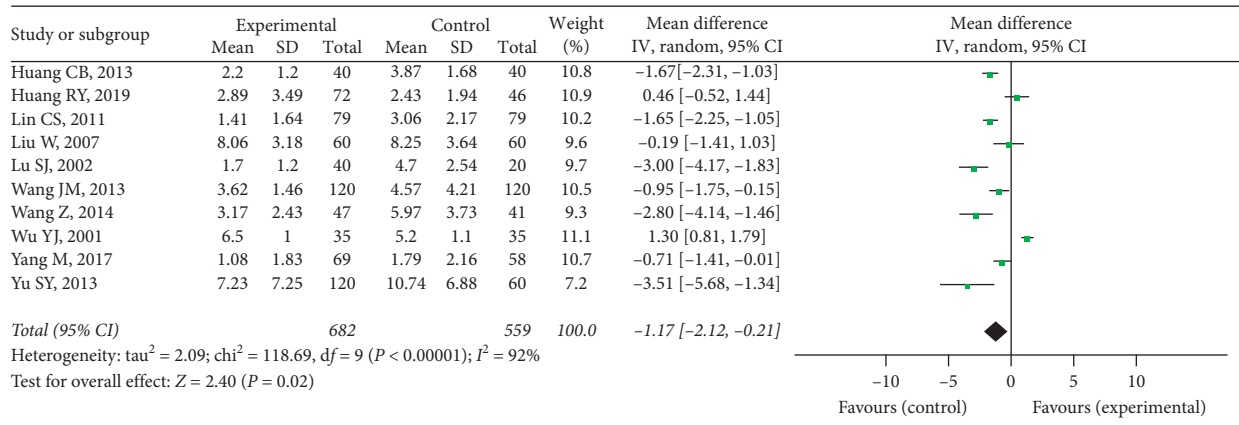 Study or subgroup Experimental Control Weight (%) Mean difference IV, random, 95% CI Mean difference IV, random, 95% CI
Mean SD Total Mean SD Total
Huang CB, 2013 2.2 1.2 40 3.87 1.68 40 10.8 –1.67[–2.31, –1.03]
Huang RY, 2019 2.89 3.49 72 2.43 1.94 46 10.9 0.46 [–0.52, 1.44]
Lin CS, 2011 1.41 1.64 79 3.06 2.17 79 10.2 –1.65 [–2.25, –1.05]
Liu W, 2007 8.06 3.18 60 8.25 3.64 60 9.6 –0.19 [–1.41, 1.03]
Lu SJ, 2002 1.7 1.2 40 4.7 2.54 20 9.7 –3.00 [–4.17, –1.83]
Wang JM, 2013 3.62 1.46 120 4.57 4.21 120 10.5 –0.95 [–1.75, –0.15]
Wang Z, 2014 3.17 2.43 47 5.97 3.73 41 9.3 –2.80 [–4.14, –1.46]
Wu YJ, 2001 6.5 1 35 5.2 1.1 35 11.1 1.30 [0.81, 1.79]
Yang M, 2017 1.08 1.83 69 1.79 2.16 58 10.7 –0.71 [–1.41, –0.01]
Yu SY, 2013 7.23 7.25 120 10.74 6.88 60 7.2 –3.51 [–5.68, –1.34]
Total (95% CI) 682 559 100.0 –1.17 [–2.12, –0.21]
Heterogeneity: tau² = 2.09; chi² = 118.69, df = 9 (P < 0.00001); I² = 92%
Test for overall effect: Z = 2.40 (P = 0.02)
–10 –5 0 5 10
Favours (control) Favours (experimental)